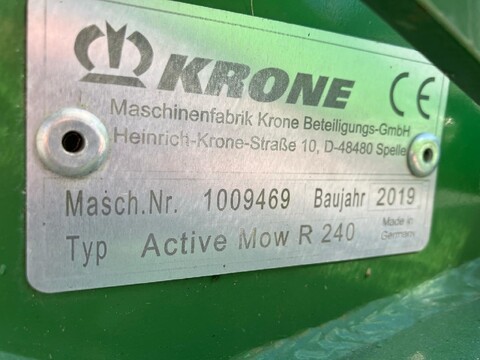 KRONE CE
Maschinenfabrik Krone Beteiligungs-GmbH
Heinrich-Krone-Straße 10, D-48480 Spelle
Masch.Nr. 1009469 Baujahr 2019
Typ Active Mow R 240 Made in
Germany